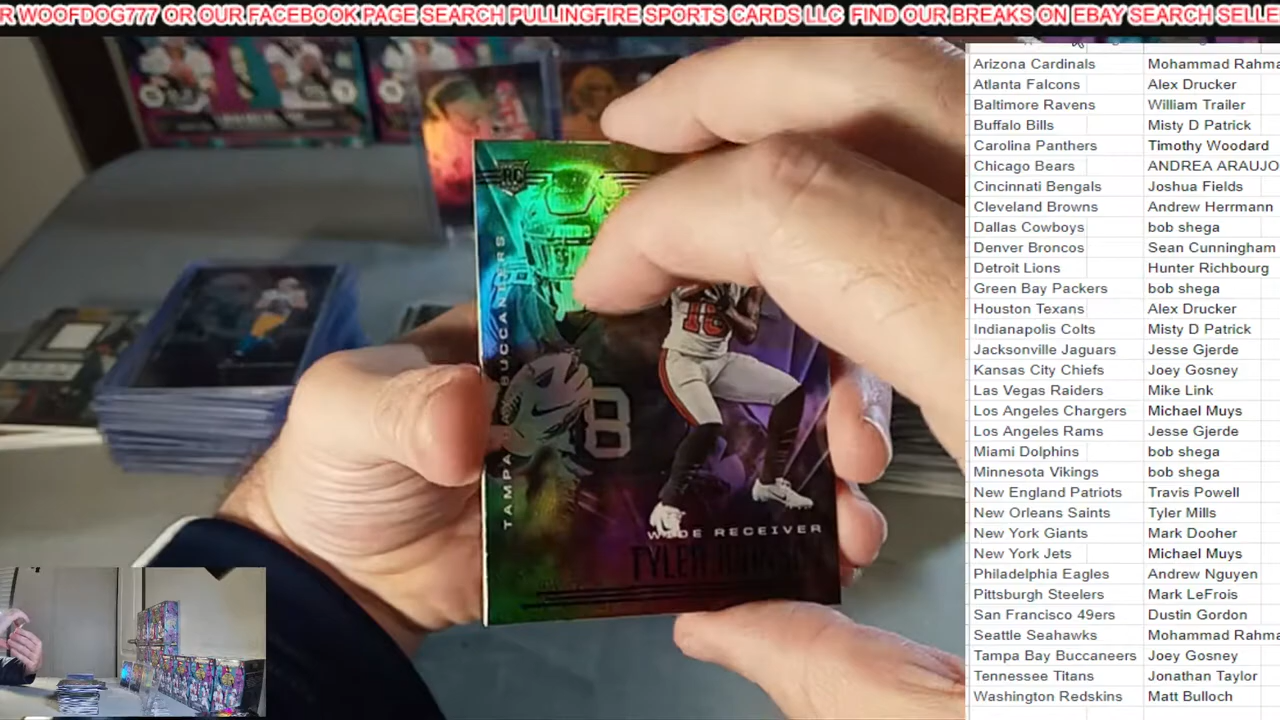 R WOOFDOG777 OR OUR FACEBOOK PAGE SEARCH PULLINGFIRE SPORTS CARDS LLC FIND OUR BREAKS ON EBAY SEARCH SELLE
Arizona Cardinals Mohammad Rahma
Atlanta Falcons Alex Drucker
Baltimore Ravens William Trailer
Buffalo Bills Misty D Patrick
Carolina Panthers Timothy Woodard
Chicago Bears ANDREA ARAUJO
Cincinnati Bengals Joshua Fields
Cleveland Browns Andrew Herrmann
Dallas Cowboys bob shega
Denver Broncos Sean Cunningham
Detroit Lions Hunter Richbourg
Green Bay Packers bob shega
Houston Texans Alex Drucker
Indianapolis Colts Misty D Patrick
Jacksonville Jaguars Jesse Gjerde
Kansas City Chiefs Joey Gosney
Las Vegas Raiders Mike Link
Los Angeles Chargers Michael Muys
Los Angeles Rams Jesse Gjerde
Miami Dolphins bob shega
Minnesota Vikings bob shega
New England Patriots Travis Powell
New Orleans Saints Tyler Mills
New York Giants Mark Dooher
New York Jets Michael Muys
Philadelphia Eagles Andrew Nguyen
Pittsburgh Steelers Mark LeFrois
San Francisco 49ers Dustin Gordon
Seattle Seahawks Mohammad Rahma
Tampa Bay Buccaneers Joey Gosney
Tennessee Titans Jonathan Taylor
Washington Redskins Matt Bulloch
RC
TAMPA BUCCANEERS
18
8
WIDE RECEIVER
TYLER JOHNSON